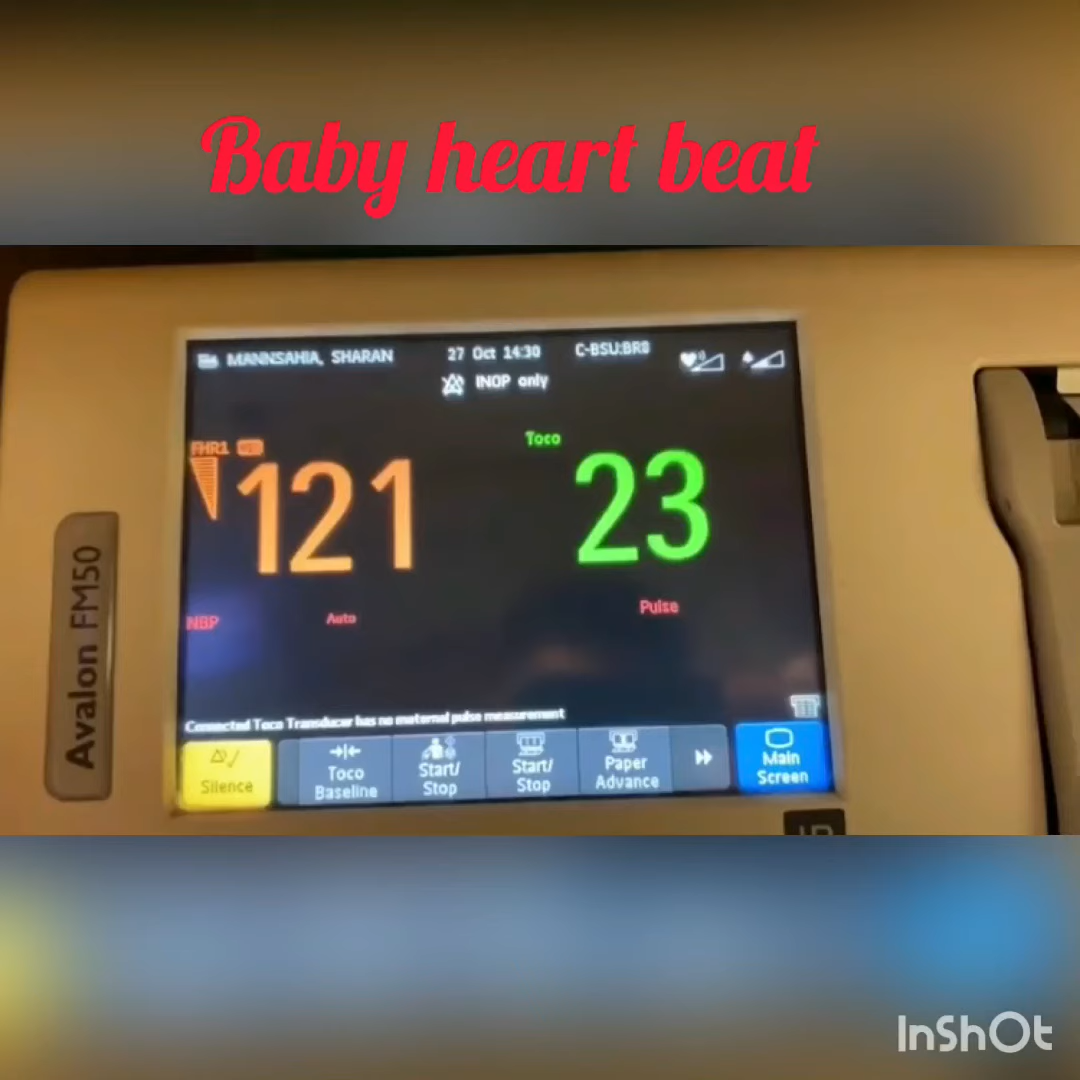 Baby heart beat
MANNSAHIA, SHARAN 27 Oct 14:30 C-BSU:BR8
INOP only
FHR1
Toco
121
23
NBP Auto Pulse
Connected Toco Transducer has no maternal pulse measurement
Silence
Toco Baseline
Start/ Stop
Start/ Stop
Paper Advance
Main Screen
Avalon FM50
InShOt